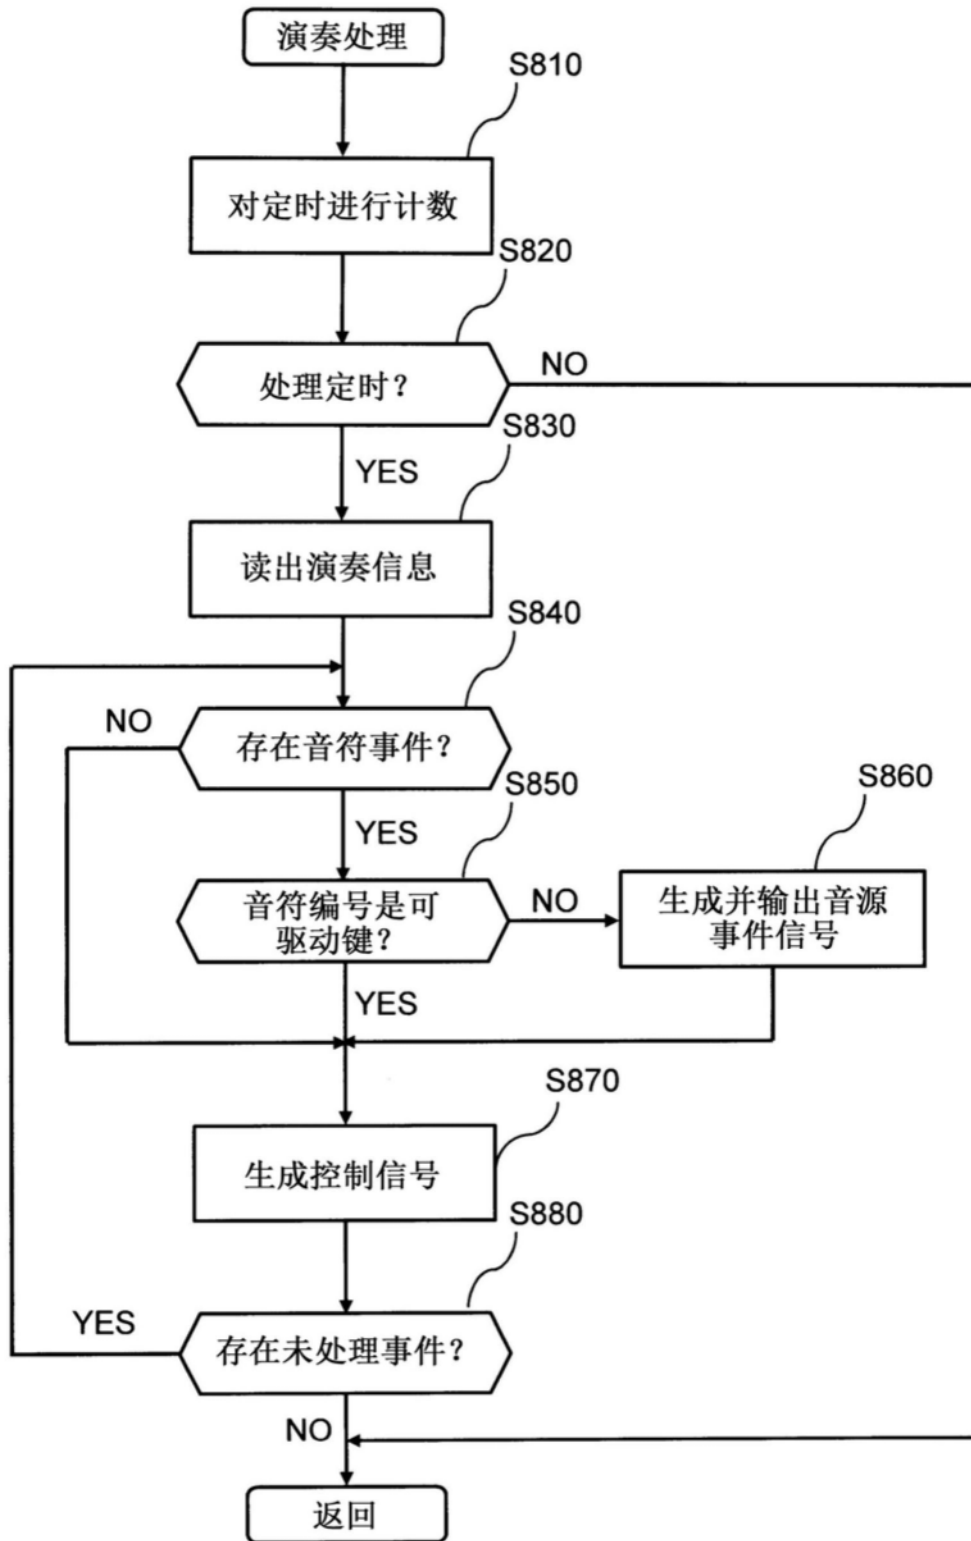 演奏处理
S810
对定时进行计数
S820
处理定时？
NO
S830
YES
读出演奏信息
S840
NO
存在音符事件？
S850
S860
YES
音符编号是可
驱动键？
NO
生成并输出音源
事件信号
YES
S870
生成控制信号
S880
YES
存在未处理事件？
NO
返回